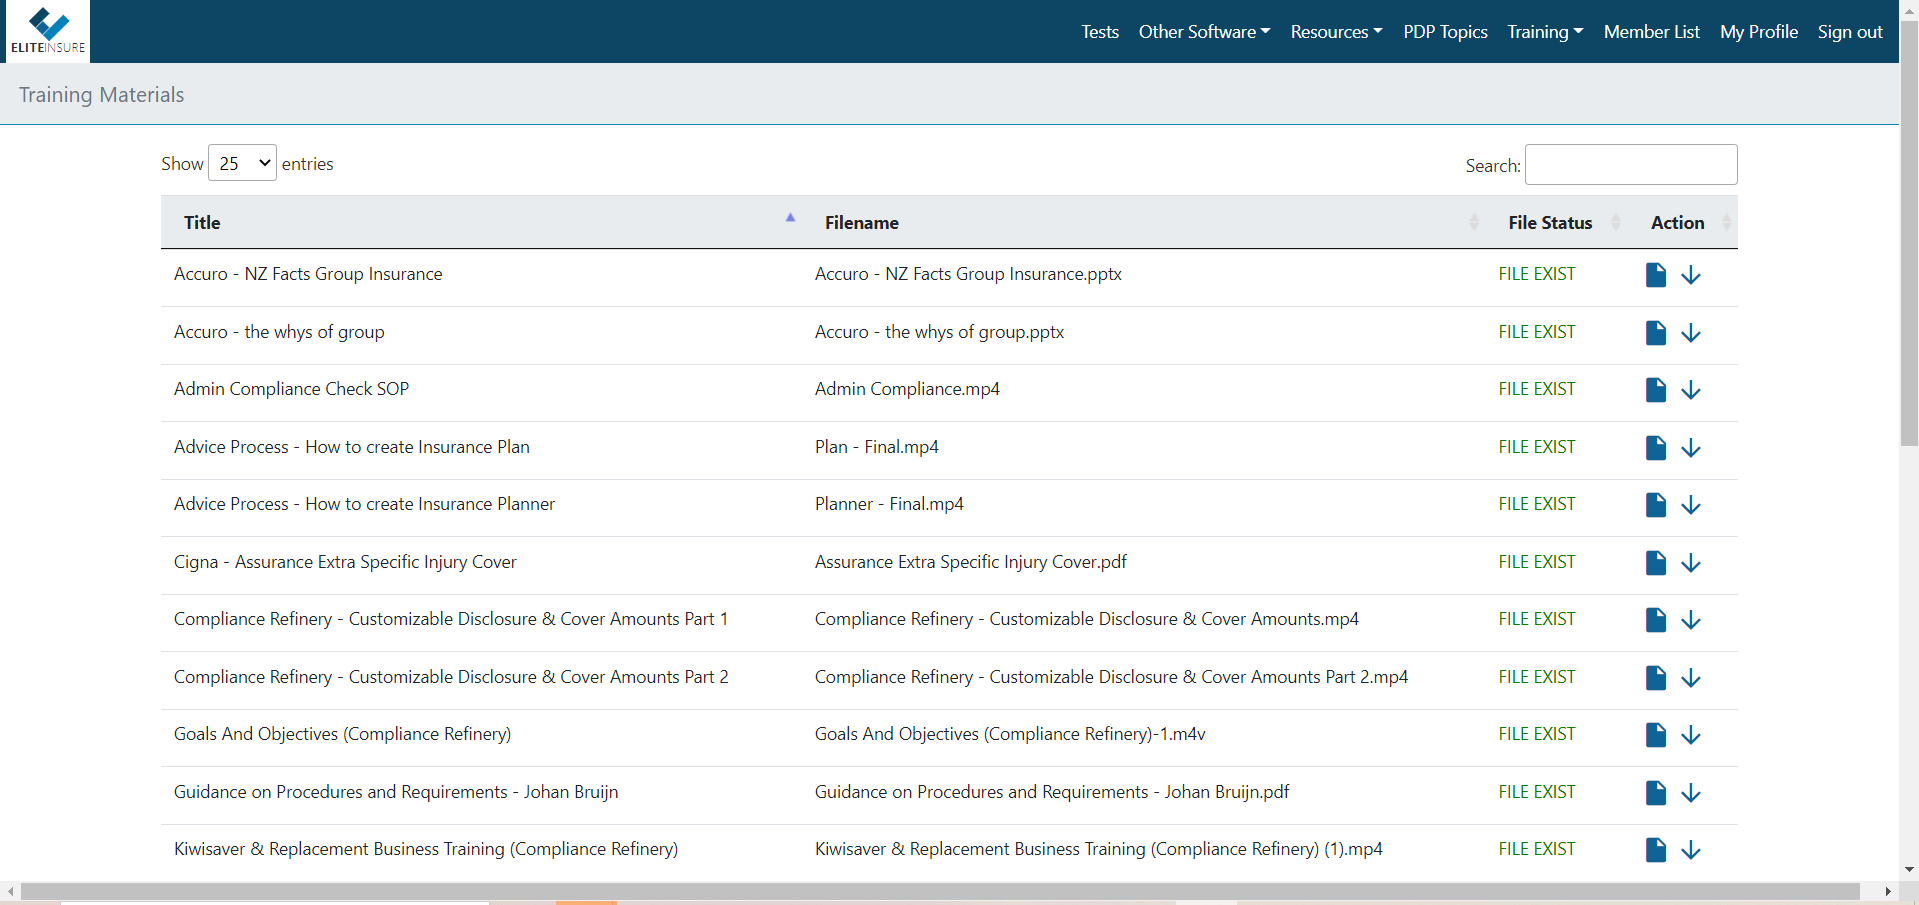 ELITEINSURE
Tests Other Software Resources PDP Topics Training Member List My Profile Sign out
Training Materials
Show 25 entries Search:
Title Filename File Status Action
Accuro - NZ Facts Group Insurance Accuro - NZ Facts Group Insurance.pptx FILE EXIST
Accuro - the whys of group Accuro - the whys of group.pptx FILE EXIST
Admin Compliance Check SOP Admin Compliance.mp4 FILE EXIST
Advice Process - How to create Insurance Plan Plan - Final.mp4 FILE EXIST
Advice Process - How to create Insurance Planner Planner - Final.mp4 FILE EXIST
Cigna - Assurance Extra Specific Injury Cover Assurance Extra Specific Injury Cover.pdf FILE EXIST
Compliance Refinery - Customizable Disclosure & Cover Amounts Part 1 Compliance Refinery - Customizable Disclosure & Cover Amounts.mp4 FILE EXIST
Compliance Refinery - Customizable Disclosure & Cover Amounts Part 2 Compliance Refinery - Customizable Disclosure & Cover Amounts Part 2.mp4 FILE EXIST
Goals And Objectives (Compliance Refinery) Goals And Objectives (Compliance Refinery)-1.m4v FILE EXIST
Guidance on Procedures and Requirements - Johan Bruijn Guidance on Procedures and Requirements - Johan Bruijn.pdf FILE EXIST
Kiwisaver & Replacement Business Training (Compliance Refinery) Kiwisaver & Replacement Business Training (Compliance Refinery) (1).mp4 FILE EXIST